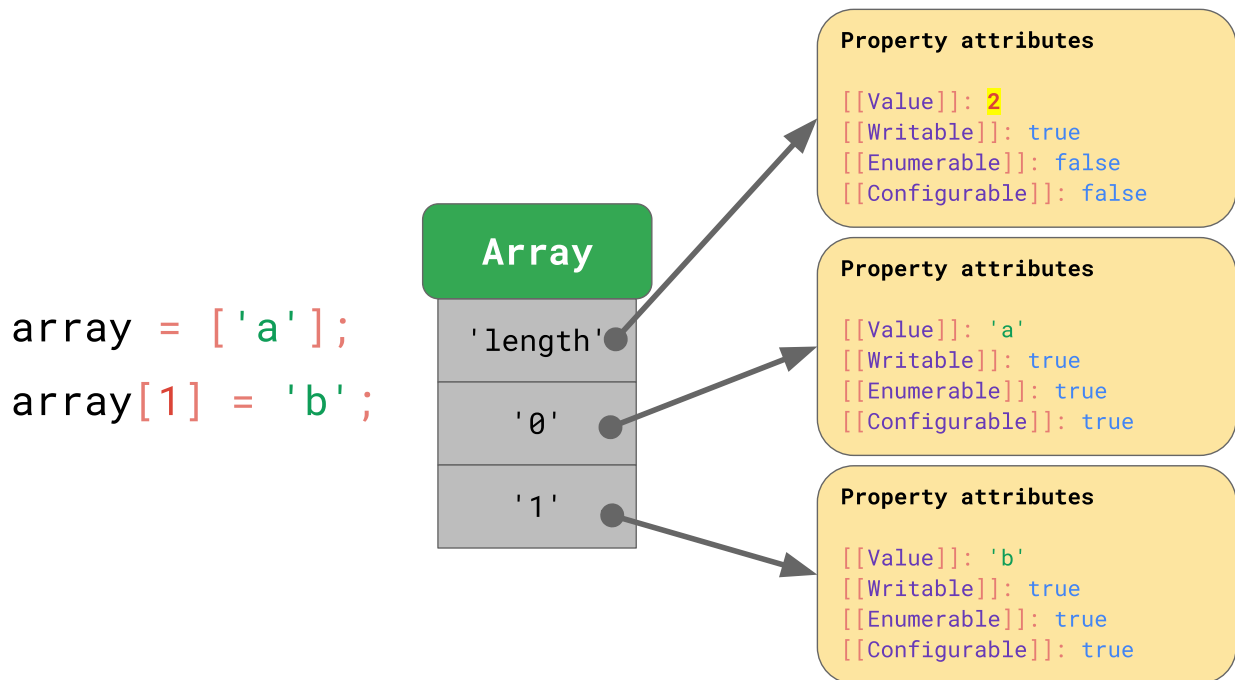 array = ['a'];
array[1] = 'b';
Array
'length'
'0'
'1'
Property attributes
[[Value]]: 2
[[Writable]]: true
[[Enumerable]]: false
[[Configurable]]: false
Property attributes
[[Value]]: 'a'
[[Writable]]: true
[[Enumerable]]: true
[[Configurable]]: true
Property attributes
[[Value]]: 'b'
[[Writable]]: true
[[Enumerable]]: true
[[Configurable]]: true